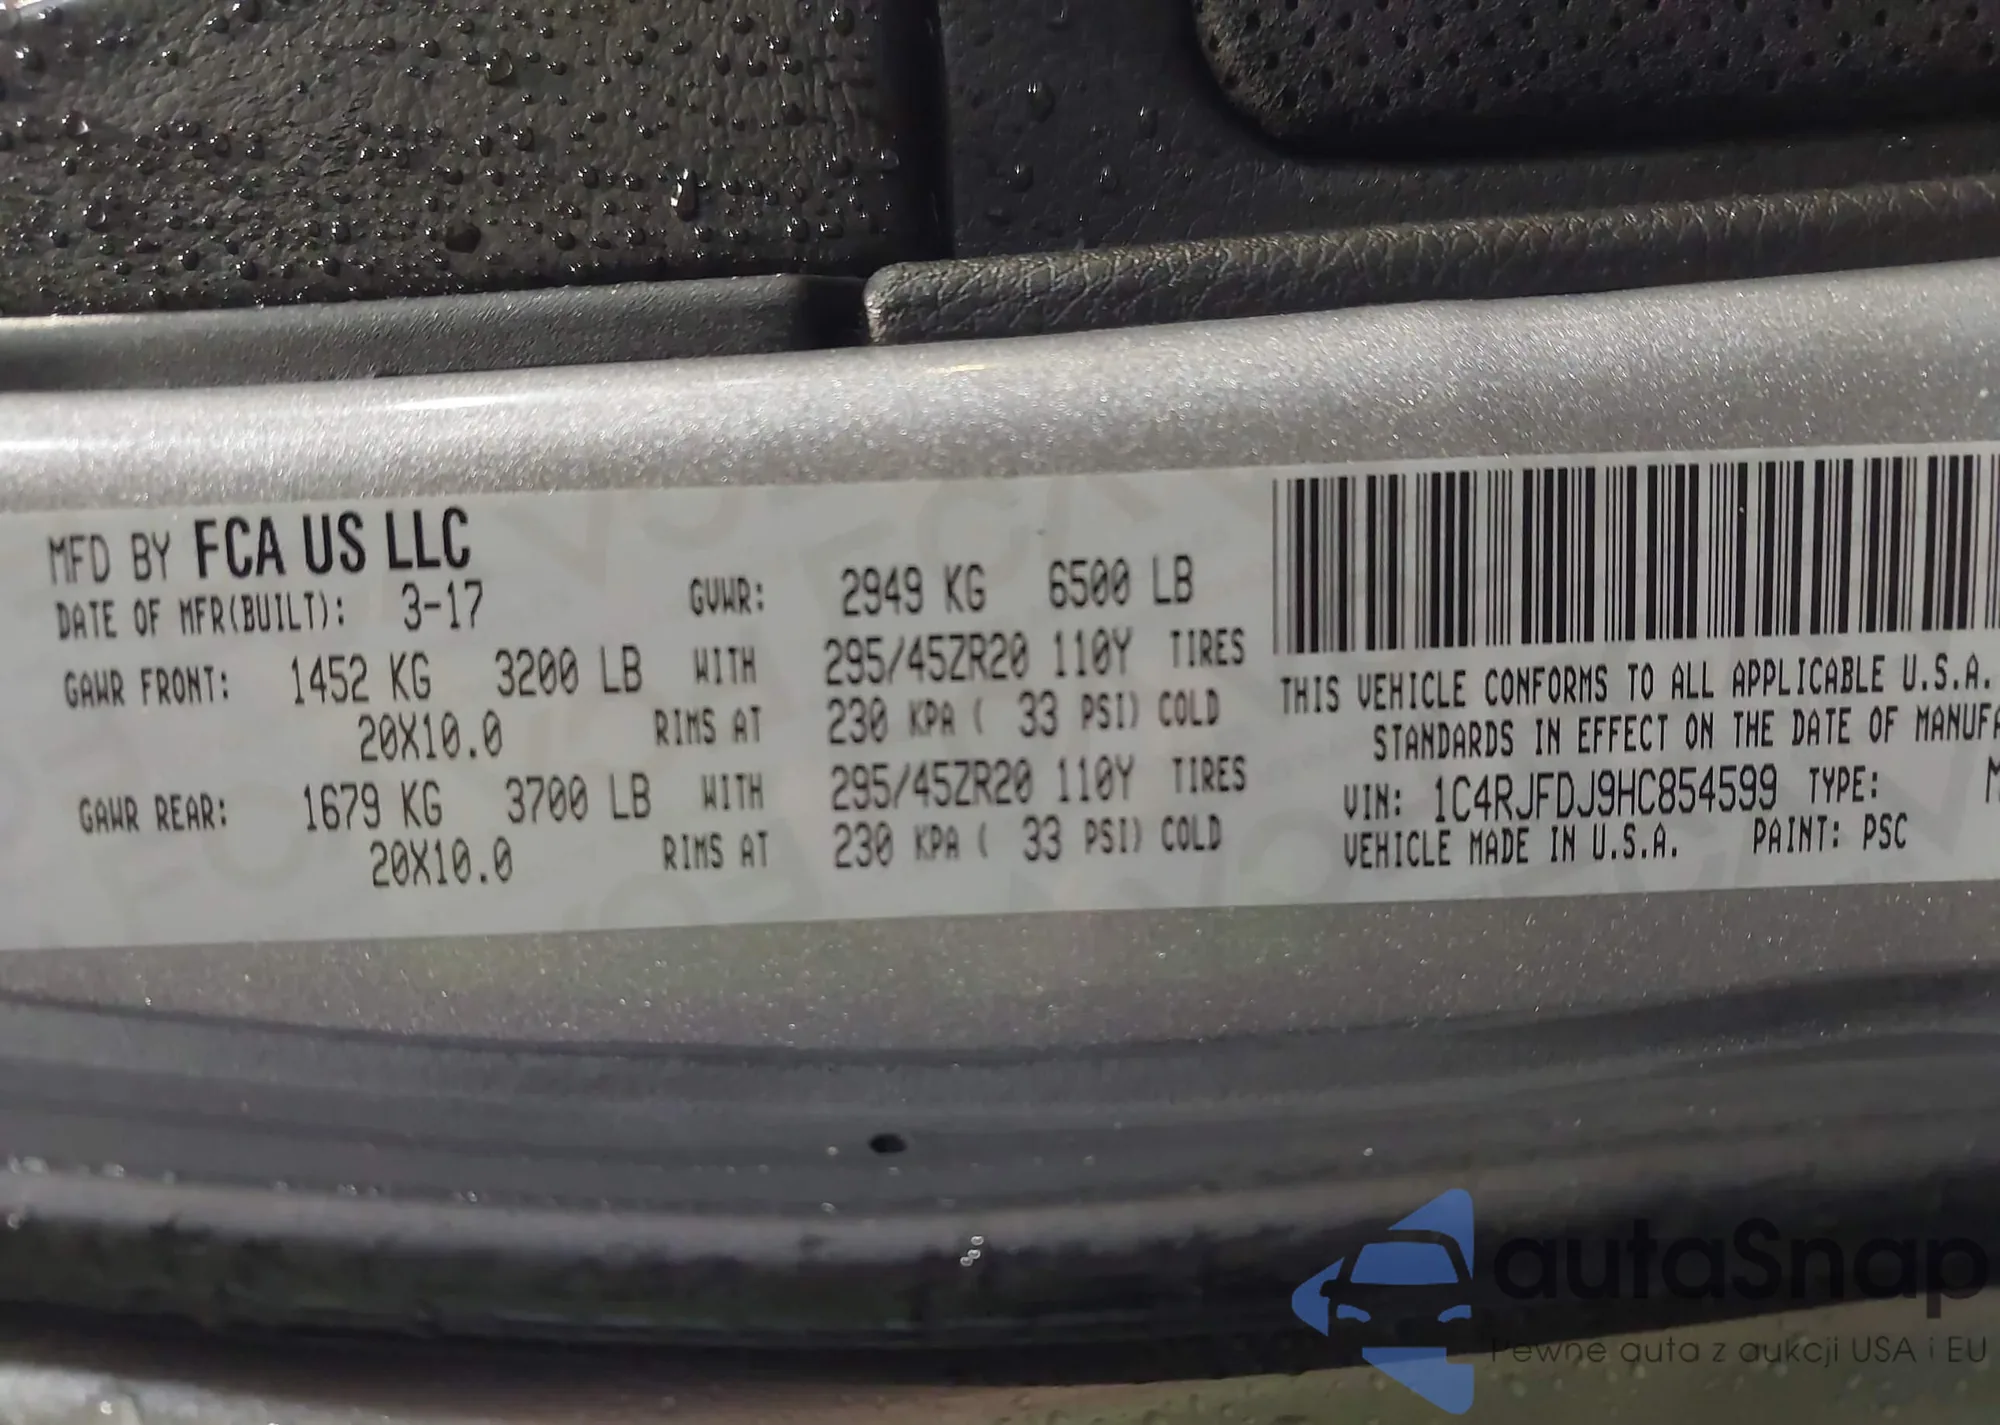 MFD BY FCA US LLC
DATE OF MFR(BUILT): 3-17 GVWR: 2949 KG 6500 LB
GAWR FRONT: 1452 KG 3200 LB WITH 295/45ZR20 110Y TIRES
20X10.0 RIMS AT 230 KPA ( 33 PSI) COLD
GAWR REAR: 1679 KG 3700 LB WITH 295/45ZR20 110Y TIRES
20X10.0 RIMS AT 230 KPA ( 33 PSI) COLD
THIS VEHICLE CONFORMS TO ALL APPLICABLE U.S.A.
STANDARDS IN EFFECT ON THE DATE OF MANUFA
VIN: 1C4RJFDJ9HC854599 TYPE: M
VEHICLE MADE IN U.S.A. PAINT: PSC
autaSnap
Pewne auta z aukcji USA i EU